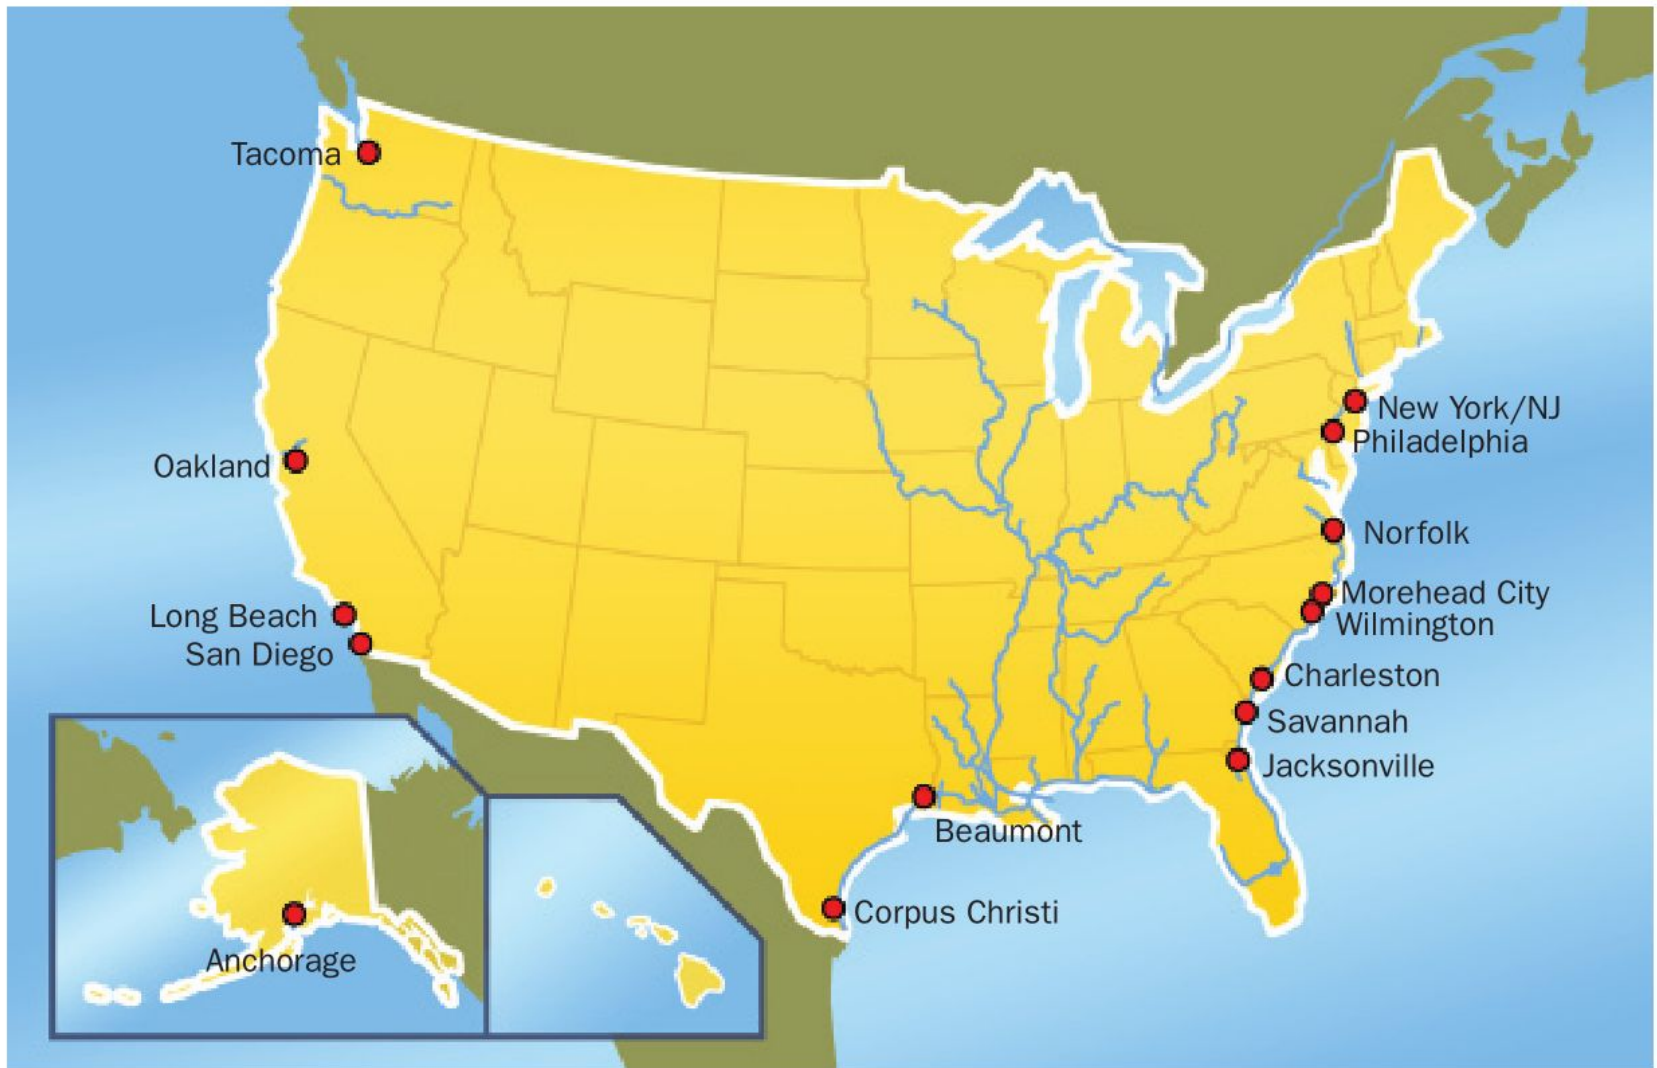 Tacoma
New York/NJ
Philadelphia
Oakland
Norfolk
Morehead City
Long Beach
Wilmington
San Diego
Charleston
Savannah
Jacksonville
Beaumont
Corpus Christi
Anchorage